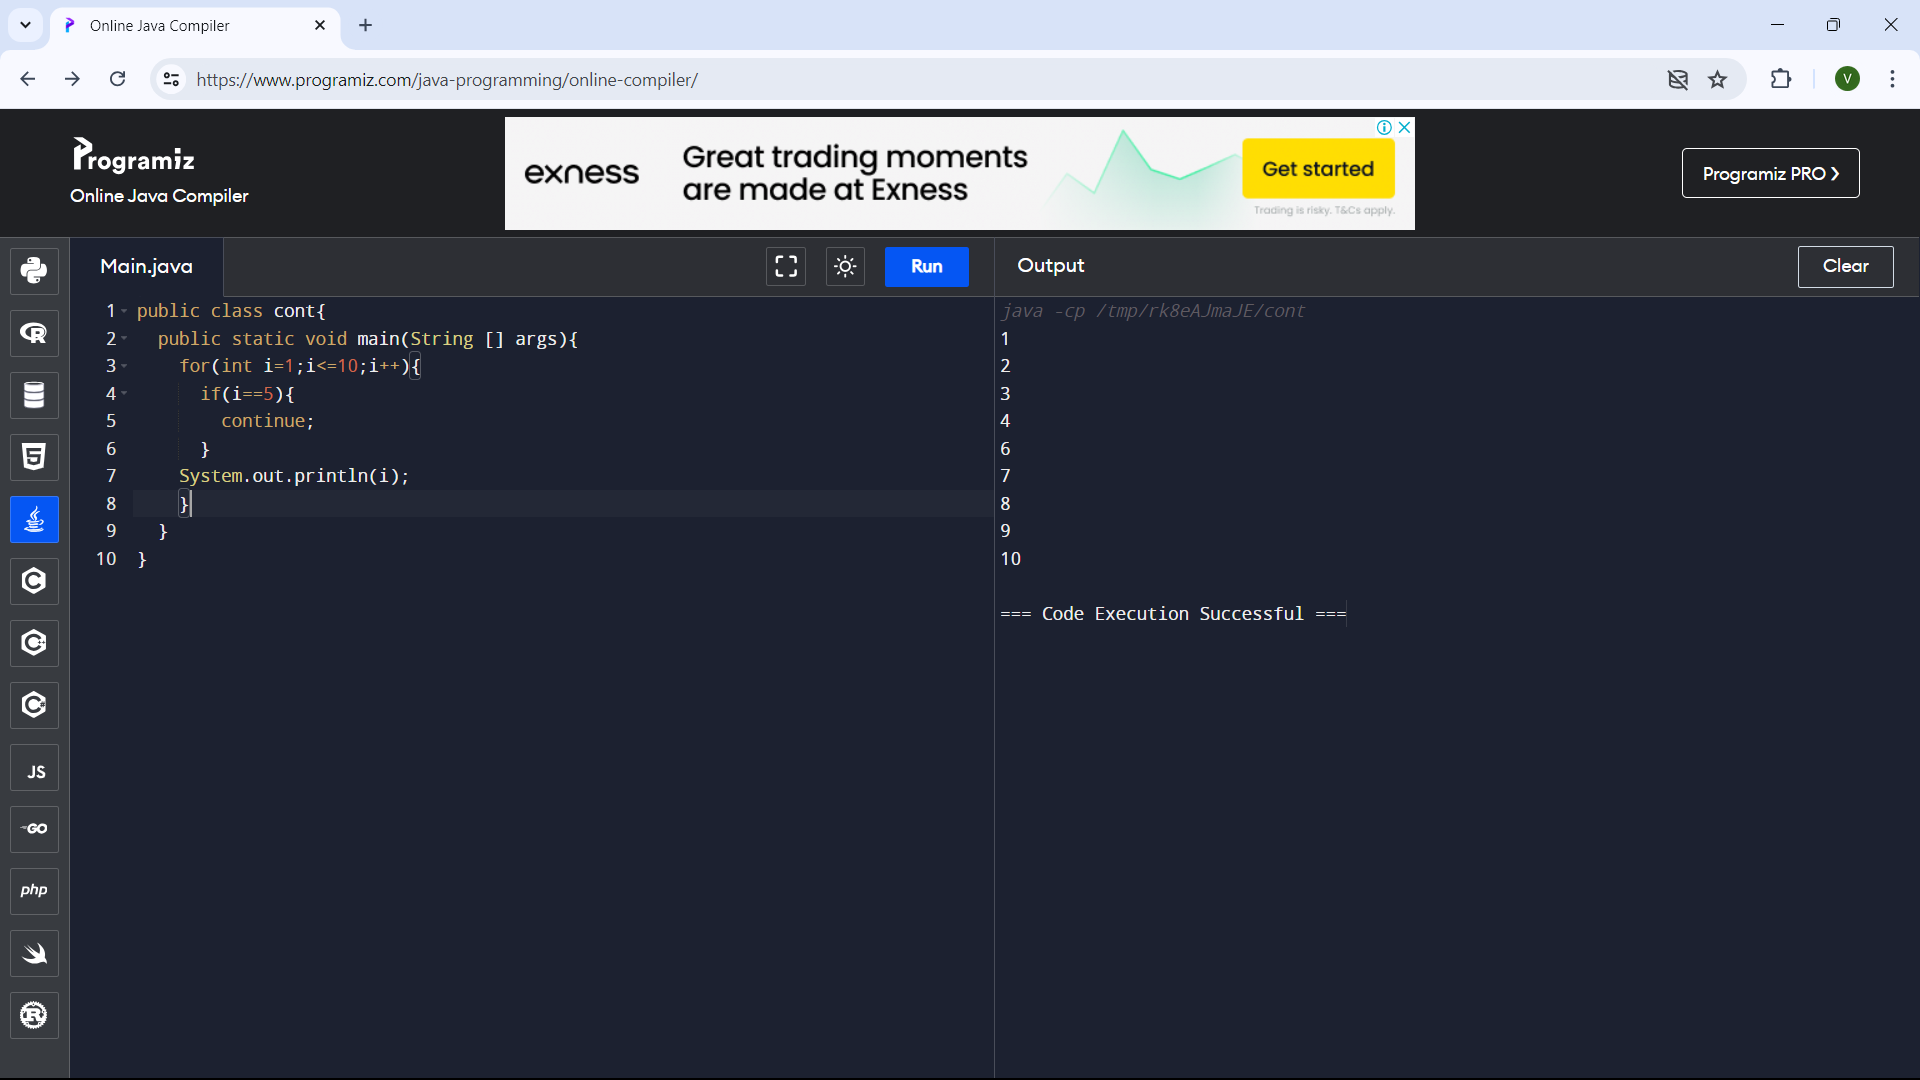 Online Java Compiler
https://www.programiz.com/java-programming/online-compiler/
V
Programiz
Online Java Compiler
exness
Great trading moments
are made at Exness
Get started
Trading is risky. T&Cs apply.
Programiz PRO ❯
Main.java
Run
Output
Clear
1 public class cont{
2   public static void main(String [] args){
3     for(int i=1;i<=10;i++){
4       if(i==5){
5         continue;
6       }
7     System.out.println(i);
8     }
9   }
10 }
java -cp /tmp/rk8eAJmaJE/cont
1
2
3
4
6
7
8
9
10
=== Code Execution Successful ===
R
5
C
C
C
JS
GO
php
R